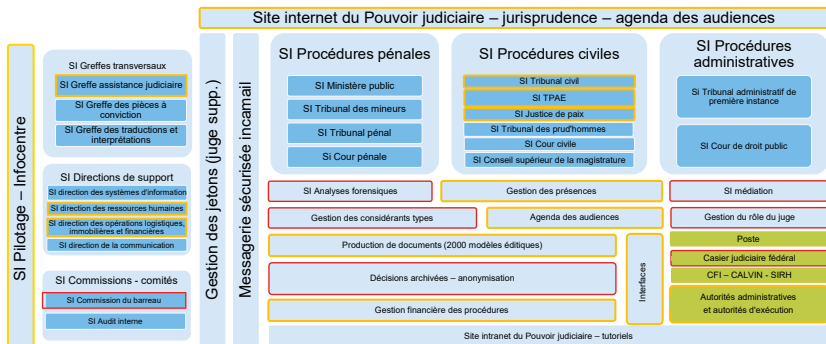 Site internet du Pouvoir judiciaire – jurisprudence – agenda des audiences
SI Pilotage – Infocentre
SI Greffes transversaux
SI Greffe assistance judiciaire
SI Greffe des pièces à
conviction
SI Greffe des traductions et
interprétations
SI Directions de support
SI direction des systèmes d'information
SI direction des ressources humaines
SI direction des opérations logistiques,
immobilières et financières
SI direction de la communication
SI Commissions - comités
SI Commission du barreau
SI Audit interne
Gestion des jetons (juge supp.)
Messagerie sécurisée incamail
SI Procédures pénales
SI Ministère public
SI Tribunal des mineurs
SI Tribunal pénal
Si Cour pénale
SI Procédures civiles
SI Tribunal civil
SI TPAE
SI Justice de paix
SI Tribunal des prud'hommes
SI Cour civile
SI Conseil supérieur de la magistrature
SI Procédures
administratives
Si Tribunal administratif de
première instance
SI Cour de droit public
SI Analyses forensiques
Gestion des présences
SI médiation
Gestion des considérants types
Agenda des audiences
Gestion du rôle du juge
Production de documents (2000 modèles éditiques)
Décisions archivées – anonymisation
Gestion financière des procédures
Interfaces
Poste
Casier judiciaire fédéral
CFI – CALVIN - SIRH
Autorités administratives
et autorités d'exécution
Site intranet du Pouvoir judiciaire – tutoriels